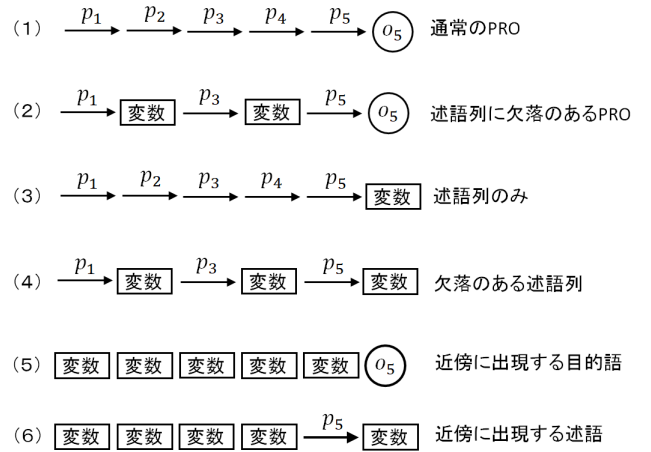 (1) p1 p2 p3 p4 p5 o5 通常のPRO
(2) p1 変数 p3 変数 p5 o5 述語列に欠落のあるPRO
(3) p1 p2 p3 p4 p5 変数 述語列のみ
(4) p1 変数 p3 変数 p5 変数 欠落のある述語列
(5) 変数 変数 変数 変数 変数 o5 近傍に出現する目的語
(6) 変数 変数 変数 変数 p5 変数 近傍に出現する述語